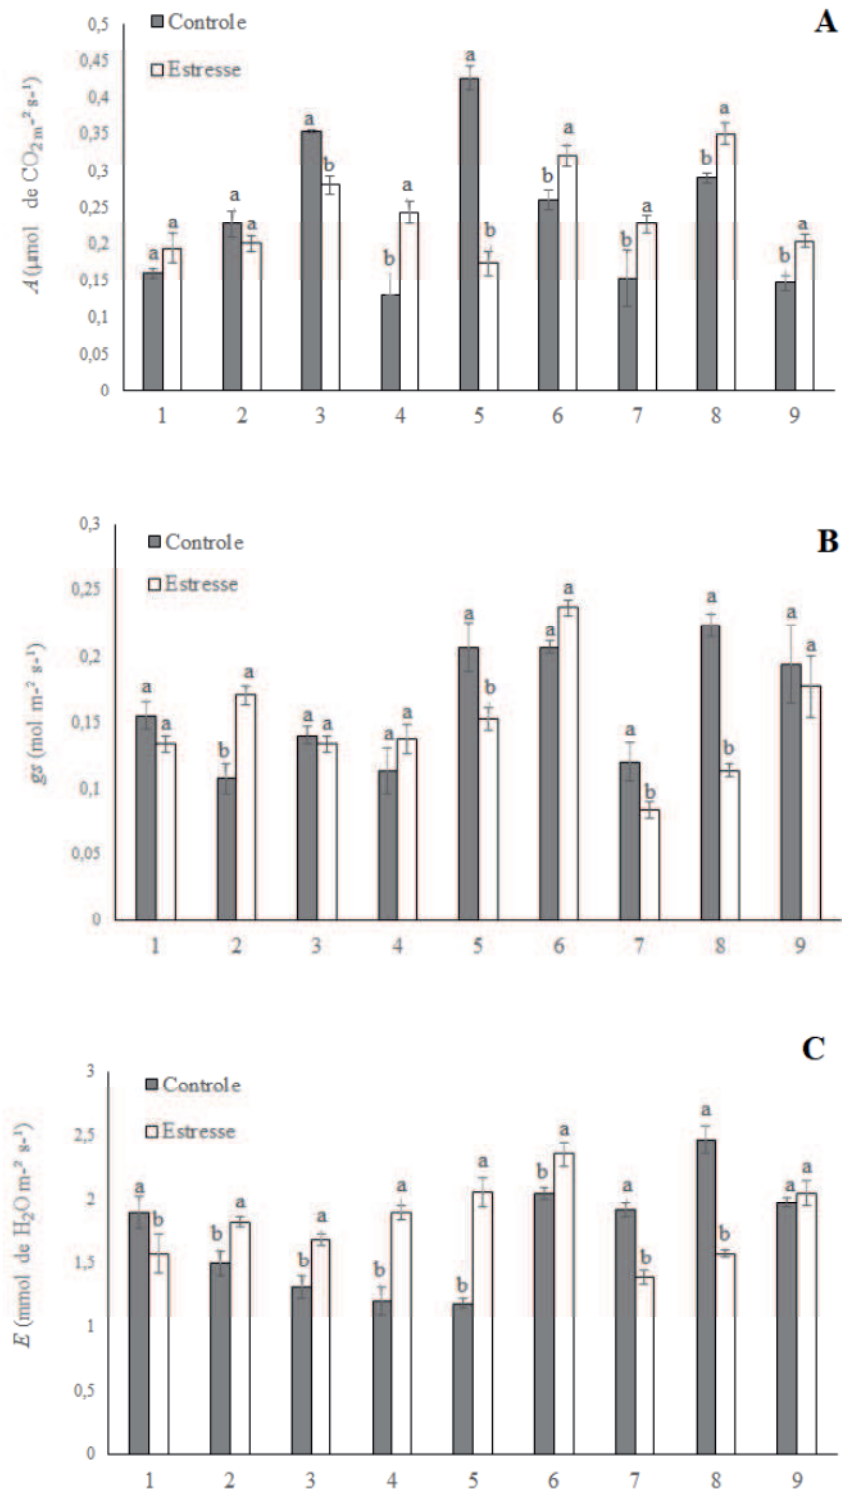 A
Controle
Estresse
A (µmol de CO₂ m-² s-¹)
0,5
0,45
0,4
0,35
0,3
0,25
0,2
0,15
0,1
0,05
0
a a a a a b b a a b b a b a b a b a
1 2 3 4 5 6 7 8 9
B
Controle
Estresse
gs (mol m-² s-¹)
0,3
0,25
0,2
0,15
0,1
0,05
0
a a b a a a a a a b a a a b a b a a
1 2 3 4 5 6 7 8 9
C
Controle
Estresse
E (mmol de H₂O m-² s-¹)
3
2,5
2
1,5
1
0,5
0
a b b a b a b a b a b a a b a b a a
1 2 3 4 5 6 7 8 9